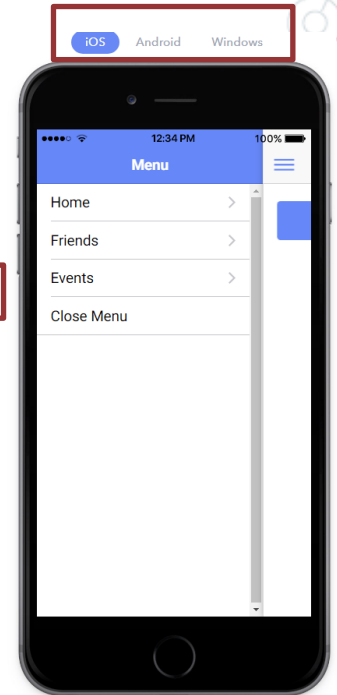 iOS Android Windows
12:34 PM 100%
Menu
Home
Friends
Events
Close Menu